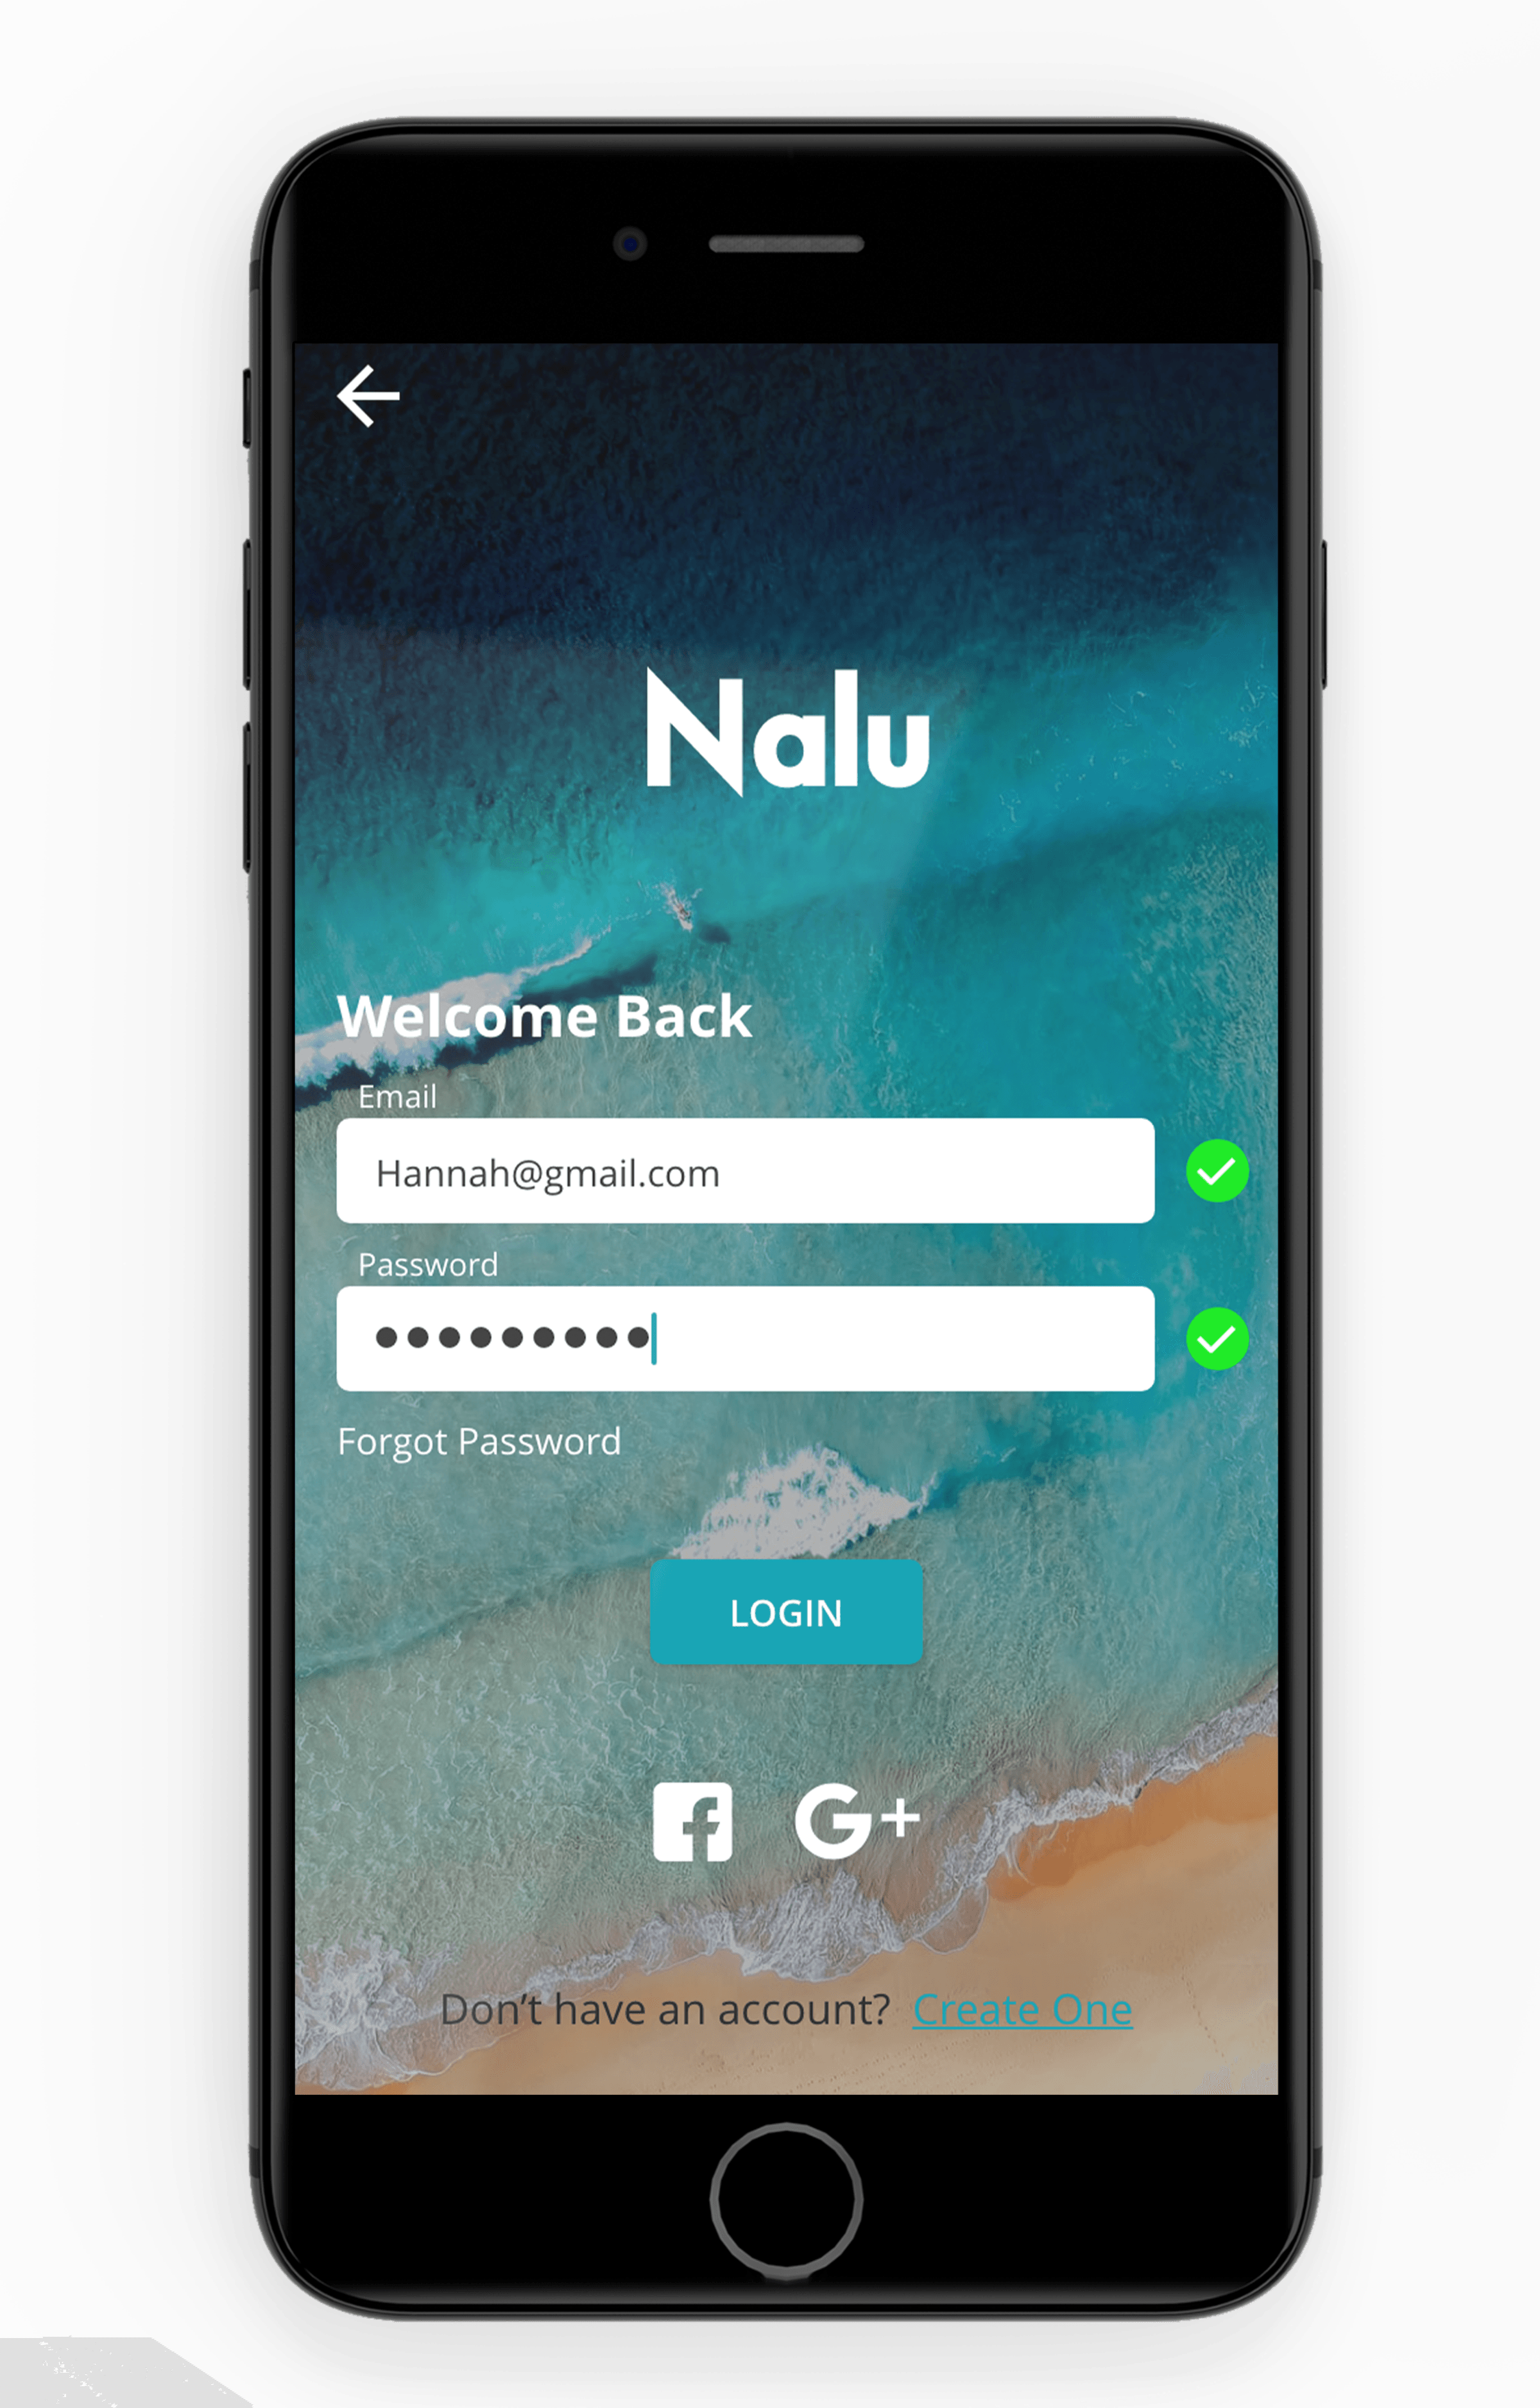 Nalu
Welcome Back
Email
Hannah@gmail.com
Password
●●●●●●●●●
Forgot Password
LOGIN
G+
Don’t have an account? Create One